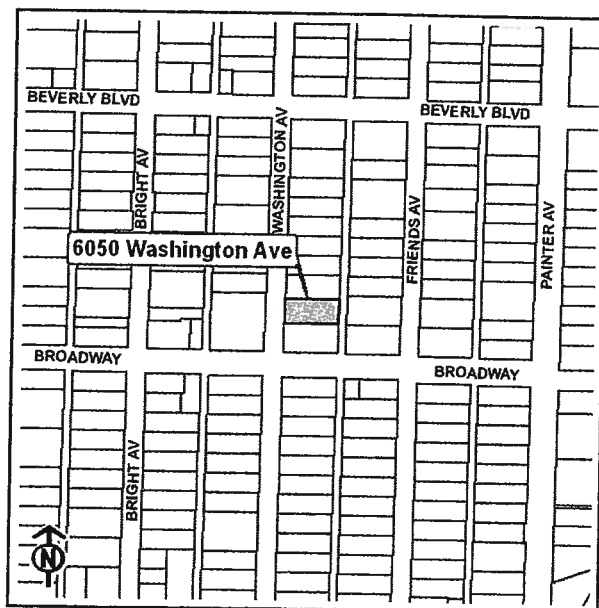 BEVERLY BLVD
BEVERLY BLVD
BRIGHT AV
WASHINGTON AV
FRIENDS AV
PAINTER AV
6050 Washington Ave
BROADWAY
BROADWAY
BRIGHT AV
N